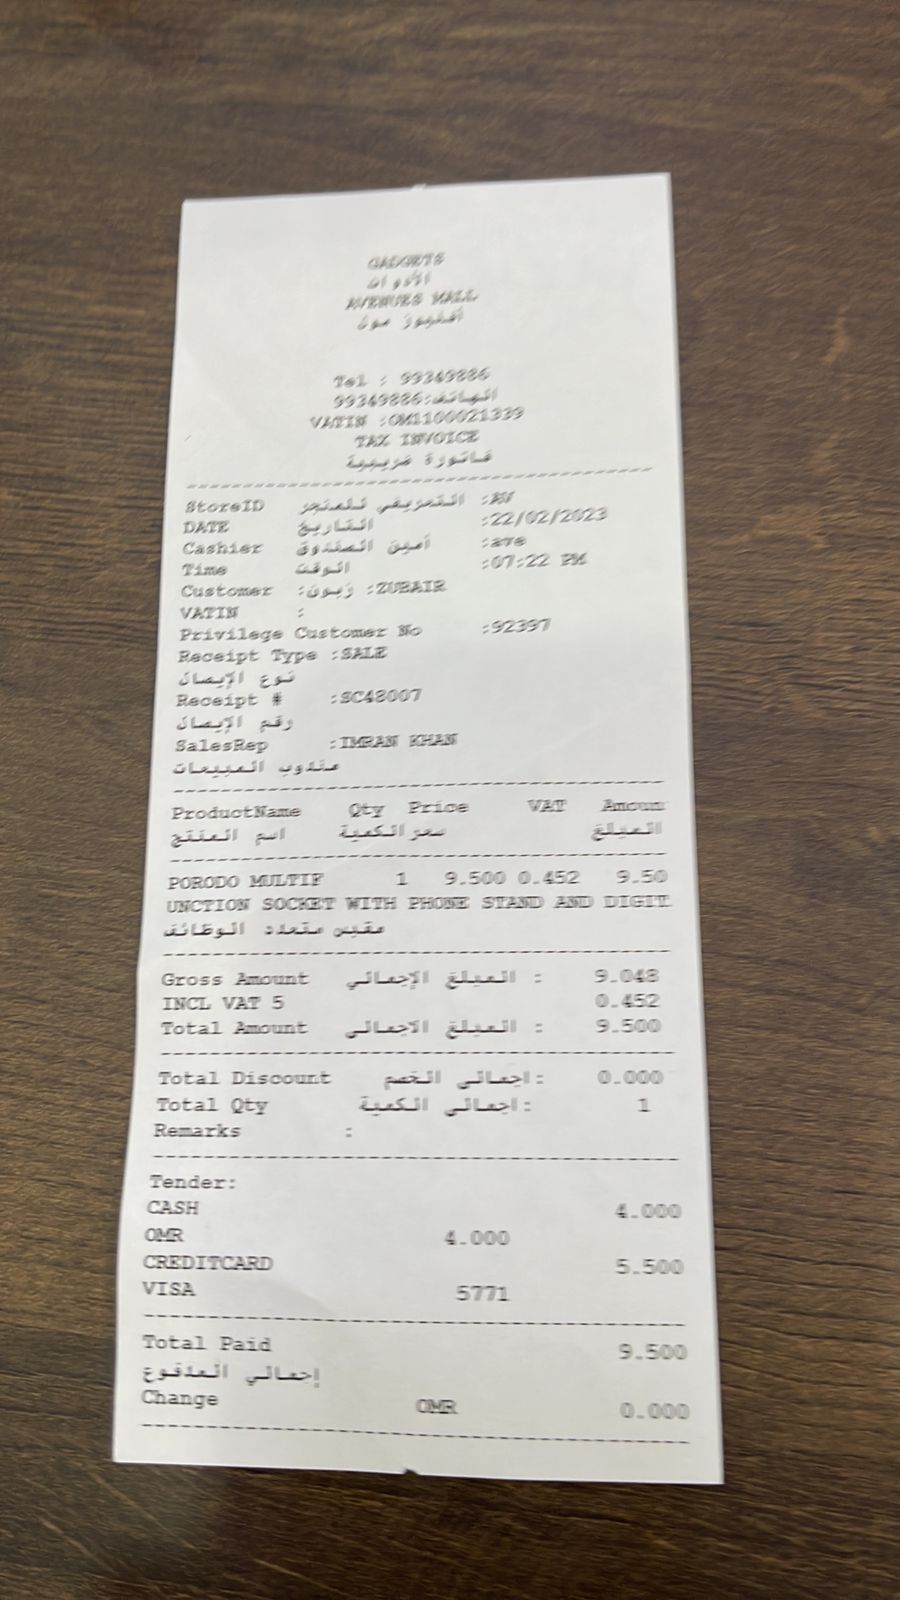 GADGETS
الأدوات
AVENUES MALL
أفنيوز مول
Tel : 99349886
الهاتف:99349886
VATIN :OM1100021339
TAX INVOICE
فاتورة ضريبية
StoreID التعريفي للمتجر :AV
DATE التاريخ :22/02/2023
Cashier أمين الصندوق :ave
Time الوقت :07:22 PM
Customer :زبون :ZUBAIR
VATIN :
Privilege Customer No :92397
Receipt Type :SALE
نوع الإيصال
Receipt # :SC48007
رقم الإيصال
SalesRep :IMRAN KHAN
مندوب المبيعات
ProductName Qty Price VAT Amoun
اسم المنتج سعر الكمية المبلغ
PORODO MULTIF 1 9.500 0.452 9.50
UNCTION SOCKET WITH PHONE STAND AND DIGIT
مقبس متعدد الوظائف
Gross Amount المبلغ الإجمالي : 9.048
INCL VAT 5 0.452
Total Amount المبلغ الاجمالي : 9.500
Total Discount اجمالي الخصم : 0.000
Total Qty اجمالي الكمية : 1
Remarks :
Tender:
CASH 4.000
OMR 4.000
CREDITCARD 5.500
VISA 5771
Total Paid 9.500
إجمالي المدفوع
Change OMR 0.000